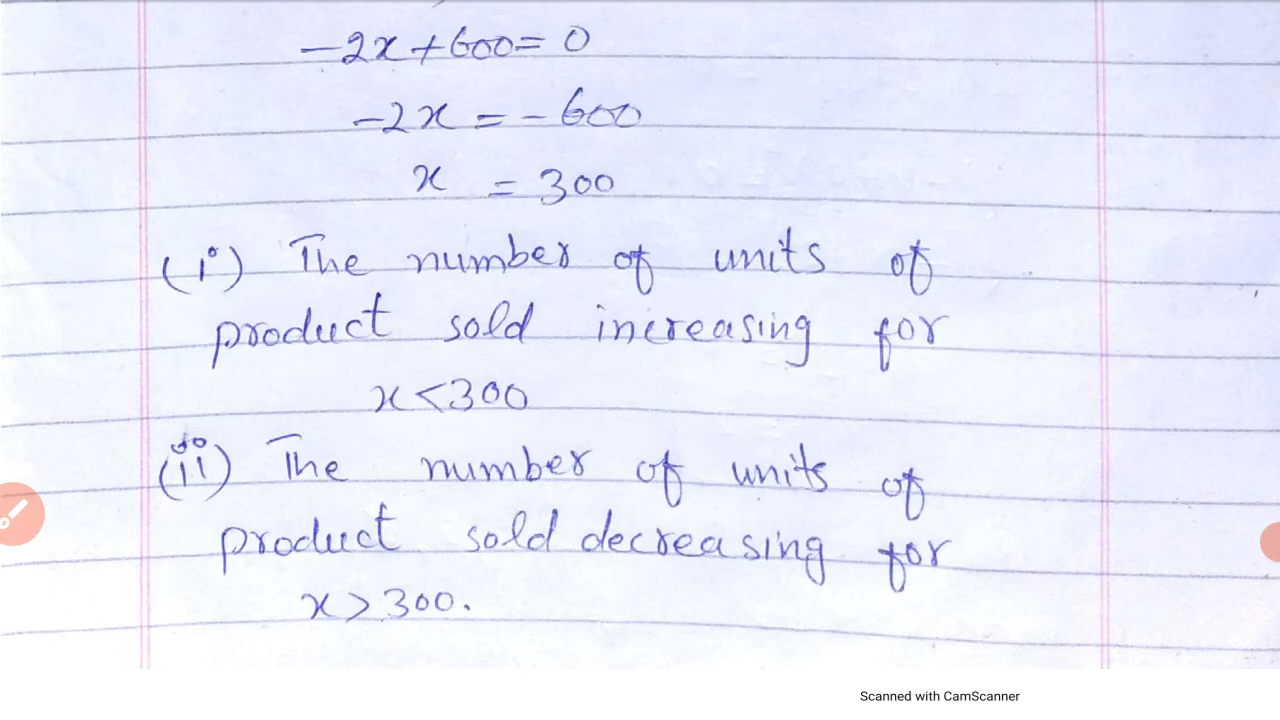 -2x+600= 0
-2x = - 600
x = 300
(i) The number of units of
product sold increasing for
x<300
(ii) The number of units of
product sold decreasing for
x>300.
Scanned with CamScanner